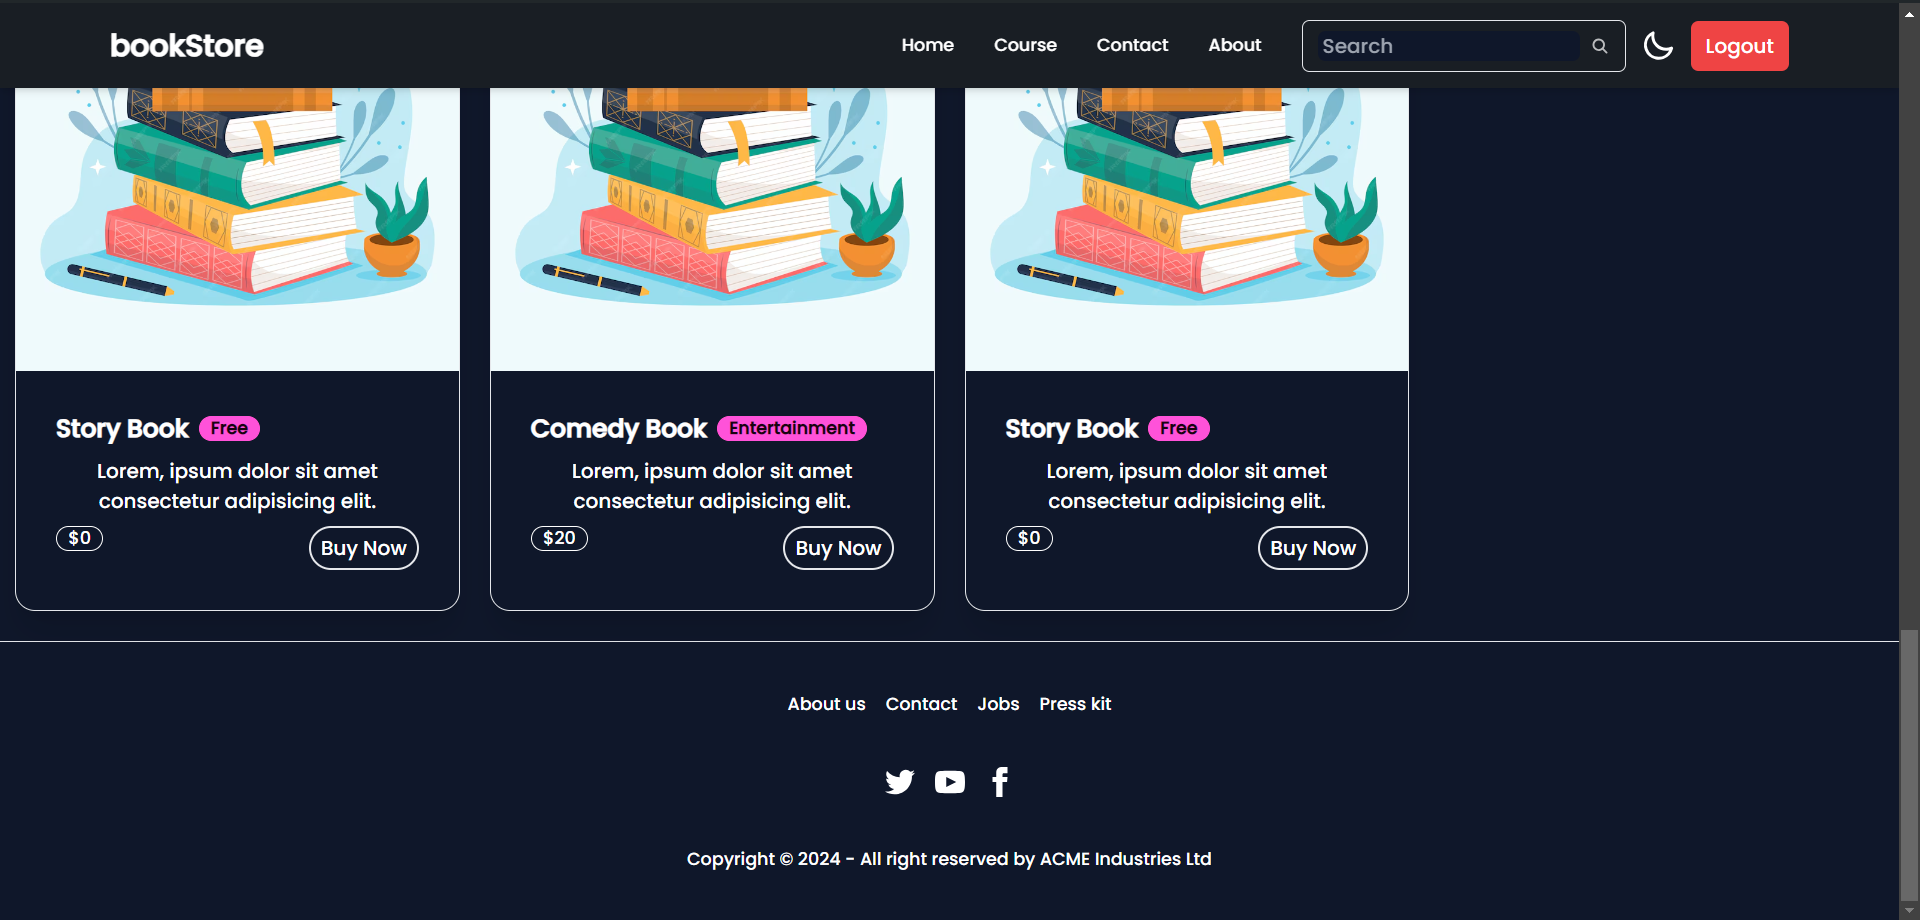 bookStore
Home Course Contact About Search Logout
Story Book Free
Lorem, ipsum dolor sit amet
consectetur adipisicing elit.
$0 Buy Now
Comedy Book Entertainment
Lorem, ipsum dolor sit amet
consectetur adipisicing elit.
$20 Buy Now
Story Book Free
Lorem, ipsum dolor sit amet
consectetur adipisicing elit.
$0 Buy Now
About us Contact Jobs Press kit
Copyright © 2024 - All right reserved by ACME Industries Ltd